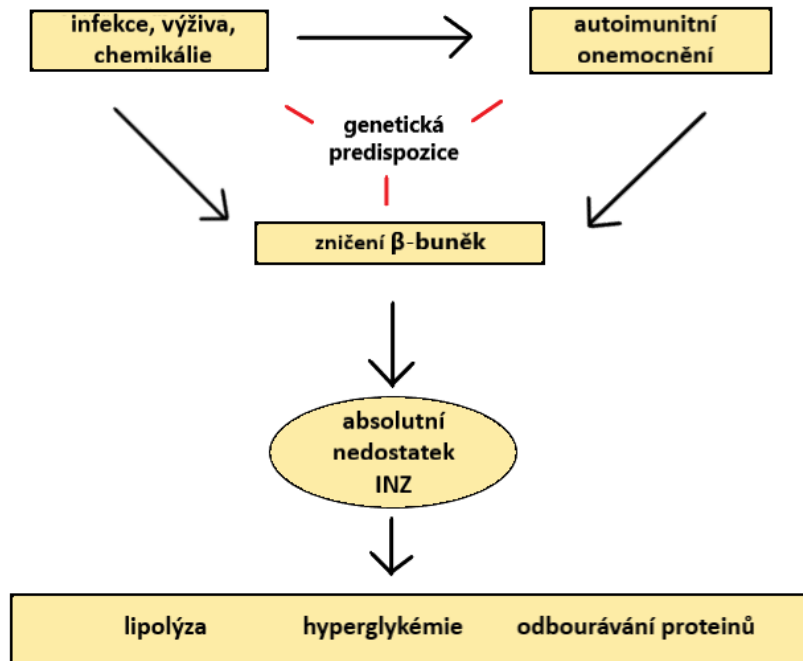 infekce, výživa,
chemikálie
autoimunitní
onemocnění
genetická
predispozice
zničení β-buněk
absolutní
nedostatek
INZ
lipolýza hyperglykémie odbourávání proteinů